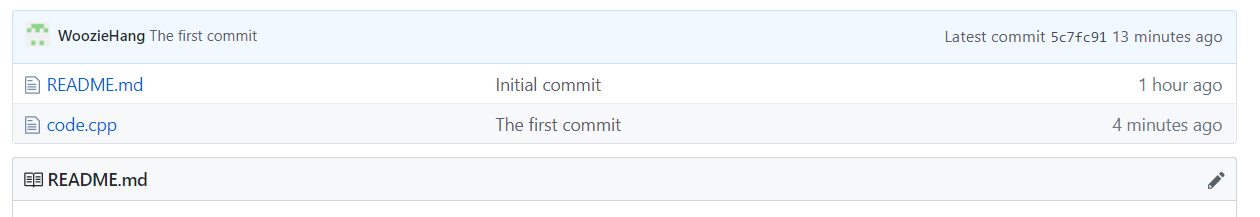 WoozieHang The first commit Latest commit 5c7fc91 13 minutes ago
README.md Initial commit 1 hour ago
code.cpp The first commit 4 minutes ago
README.md